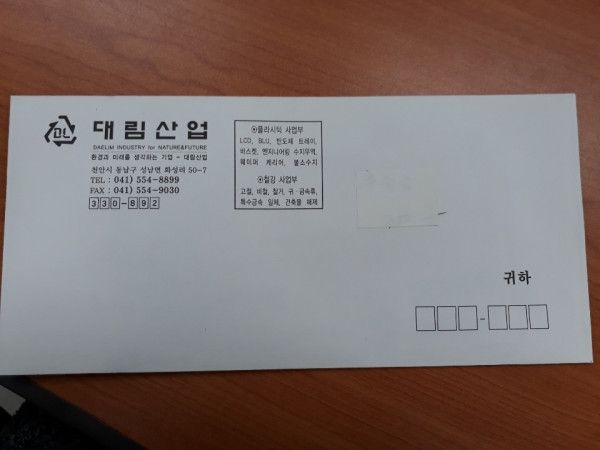 DL 대림산업
DAELIM INDUSTRY for NATURE&FUTURE
환경과 미래를 생각하는 기업 - 대림산업
천안시 동남구 성남면 화성리 50-7
TEL : 041) 554-8899
FAX : 041) 554-9030
330-892
⊙플라시틱 사업부
LCD, BLU, 반도체 트레이,
바스켓, 엔지니어링 수지무역,
웨이퍼 캐리어, 불소수지
⊙철강 사업부
고철, 비철, 철거, 귀·금속류,
특수금속 일체, 건축물 해체
귀하